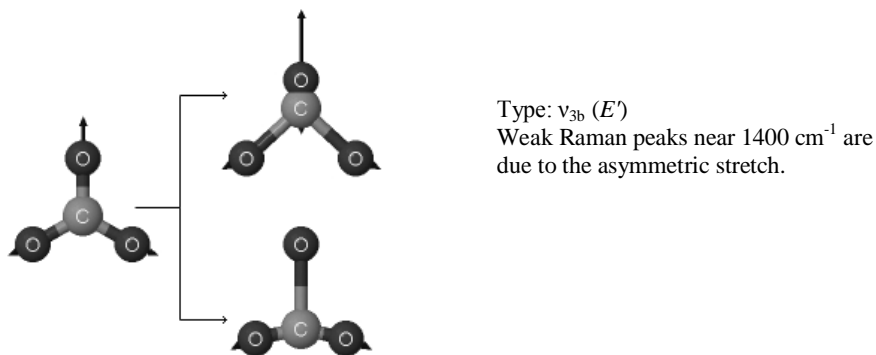 O
C
Type: ν3b (E')
Weak Raman peaks near 1400 cm-1 are
due to the asymmetric stretch.
O
O
O
C
O
O
O
C
O
O